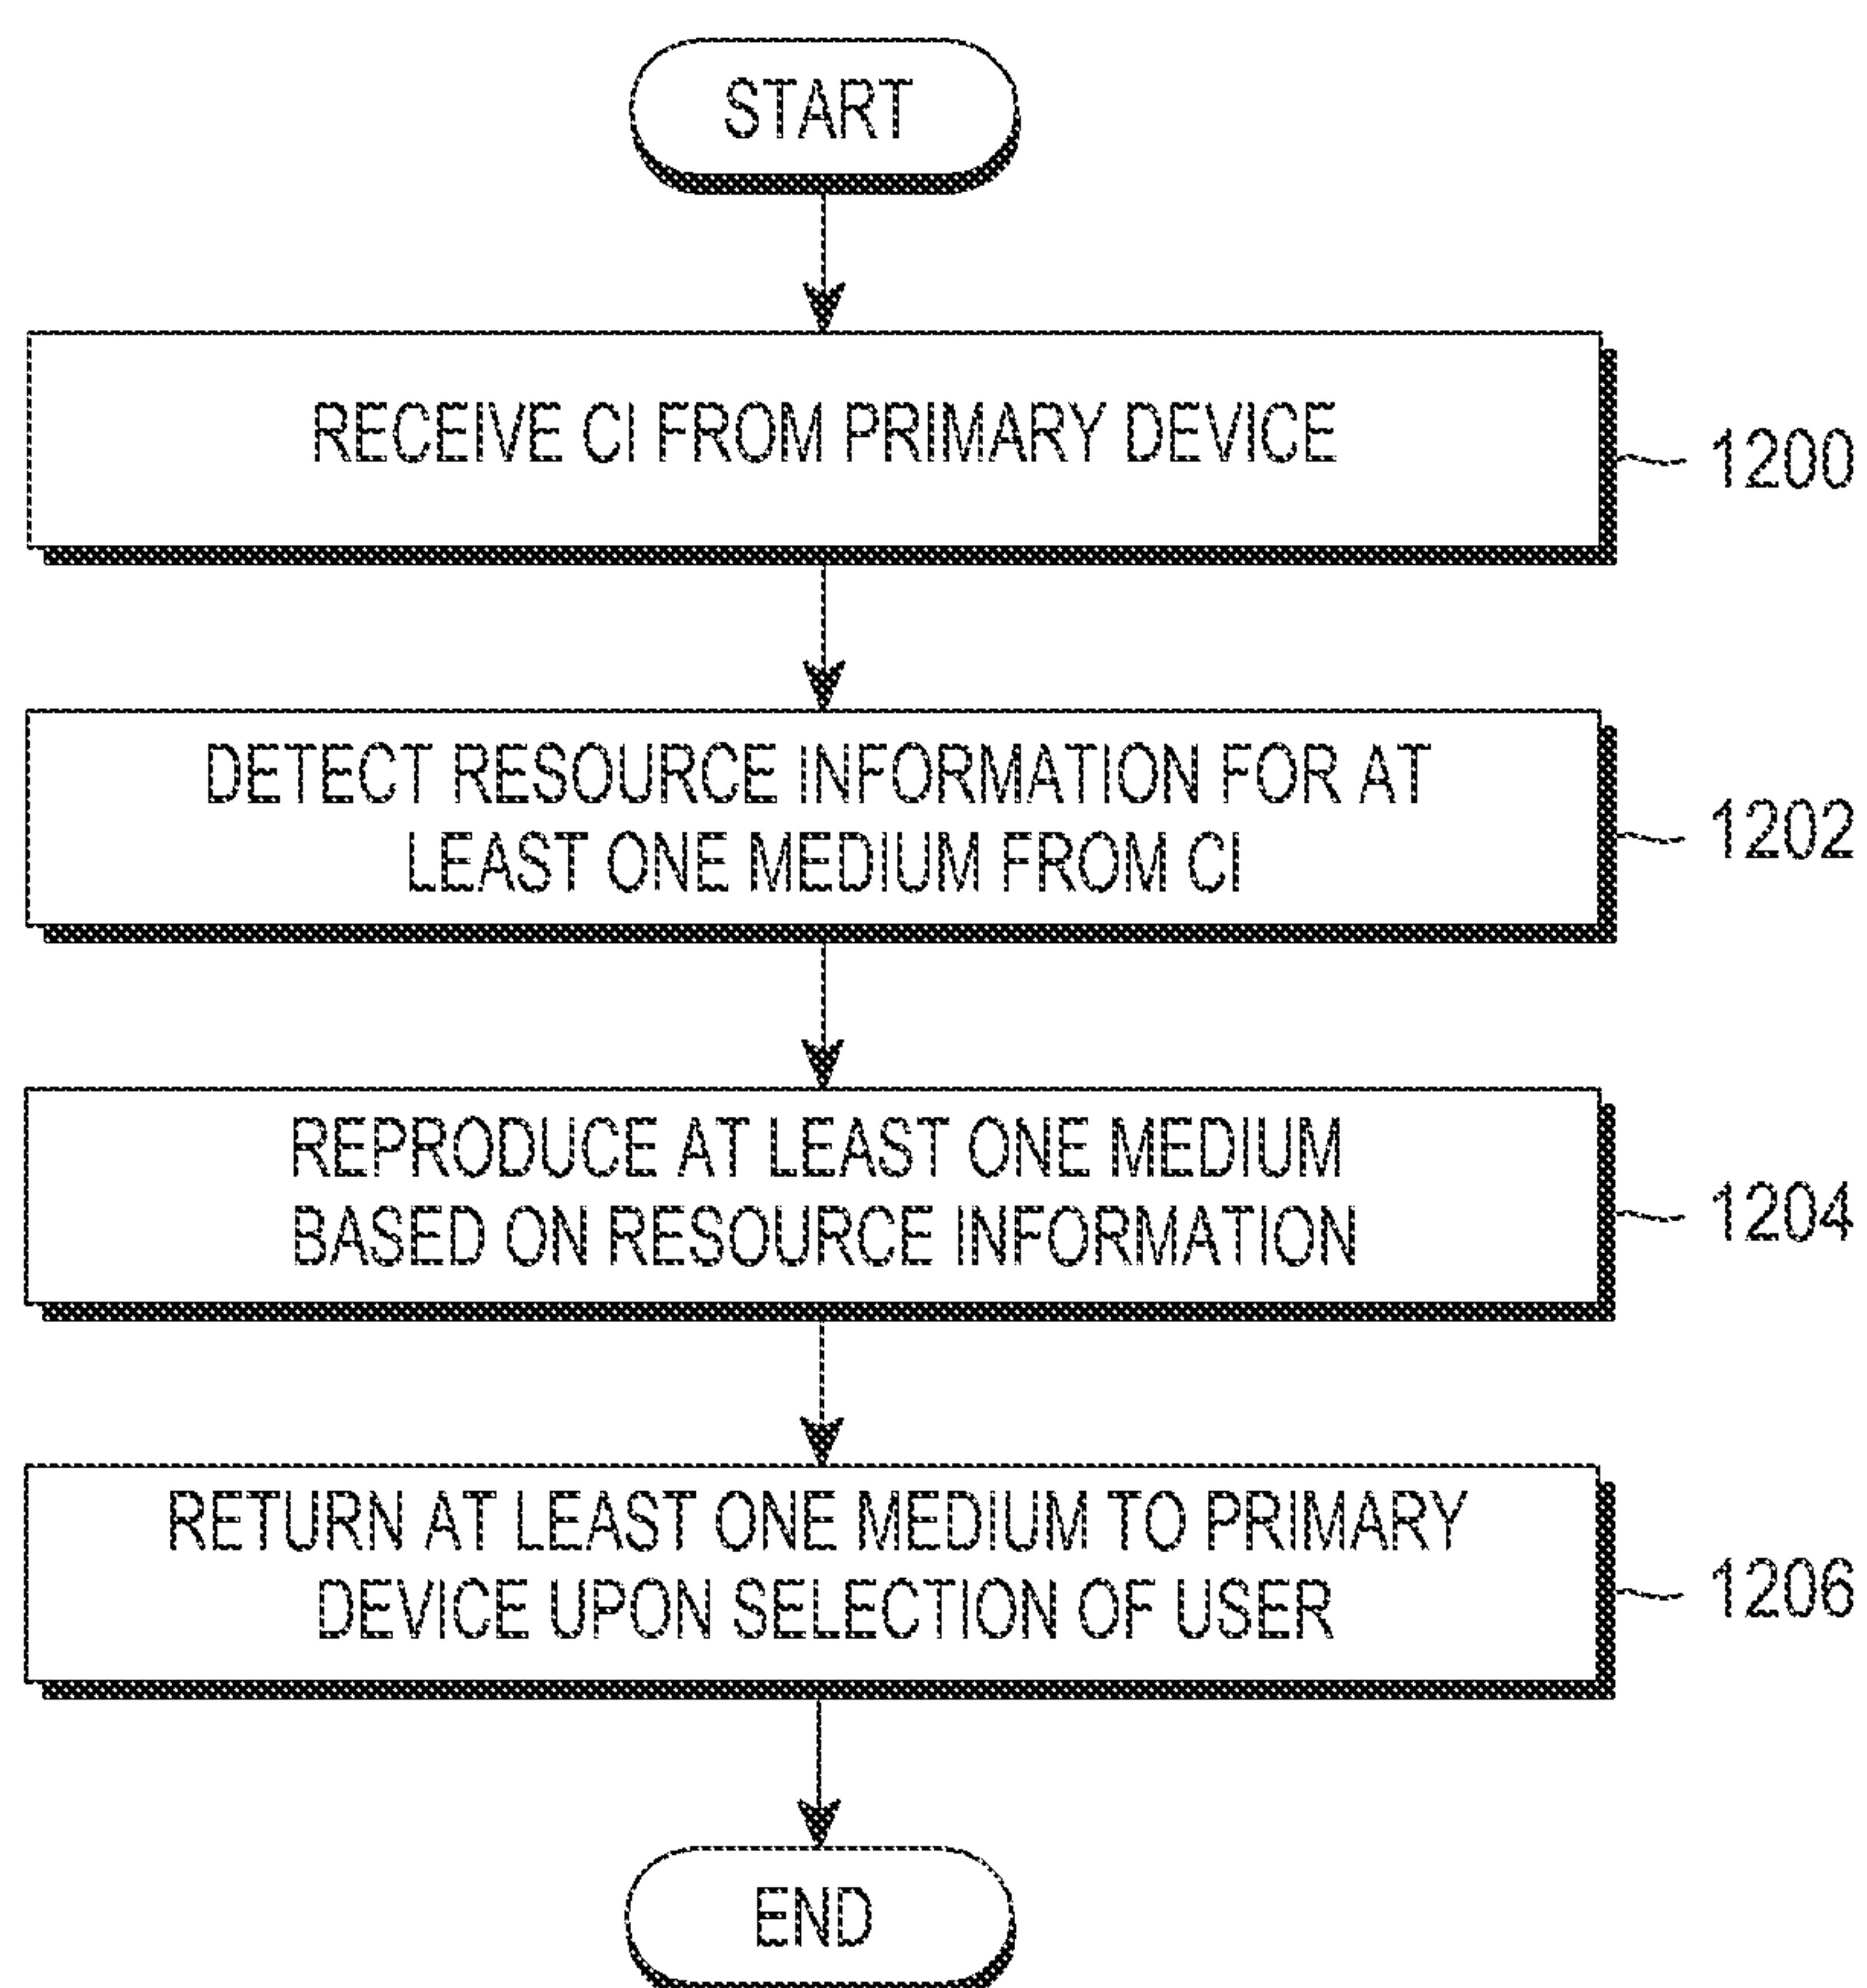 START
RECEIVE CI FROM PRIMARY DEVICE
1200
DETECT RESOURCE INFORMATION FOR AT
LEAST ONE MEDIUM FROM CI
1202
REPRODUCE AT LEAST ONE MEDIUM
BASED ON RESOURCE INFORMATION
1204
RETURN AT LEAST ONE MEDIUM TO PRIMARY
DEVICE UPON SELECTION OF USER
1206
END